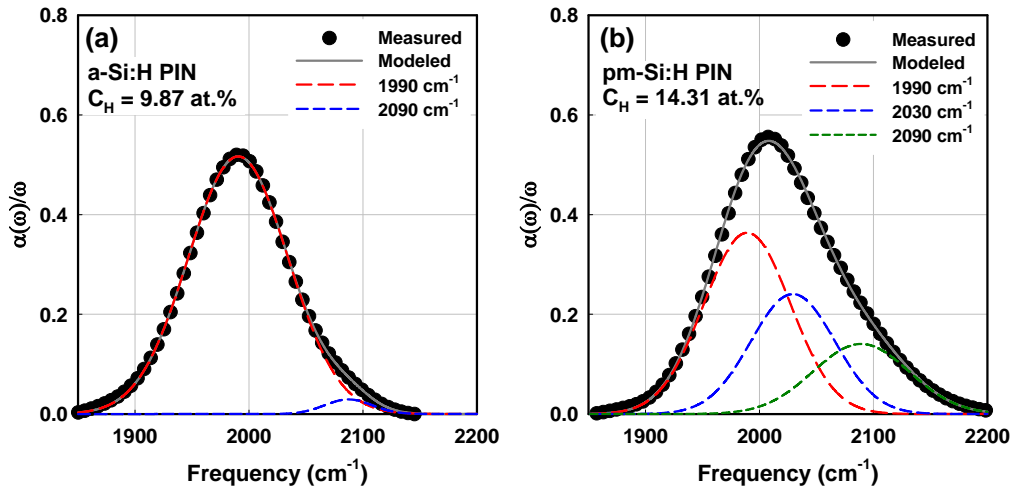 (a)
a-Si:H PIN
C_H = 9.87 at.%
Measured
Modeled
1990 cm⁻¹
2090 cm⁻¹
0.8
0.6
0.4
0.2
0.0
α(ω)/ω
1900
2000
2100
2200
Frequency (cm⁻¹)
(b)
pm-Si:H PIN
C_H = 14.31 at.%
Measured
Modeled
1990 cm⁻¹
2030 cm⁻¹
2090 cm⁻¹
0.8
0.6
0.4
0.2
0.0
α(ω)/ω
1900
2000
2100
2200
Frequency (cm⁻¹)